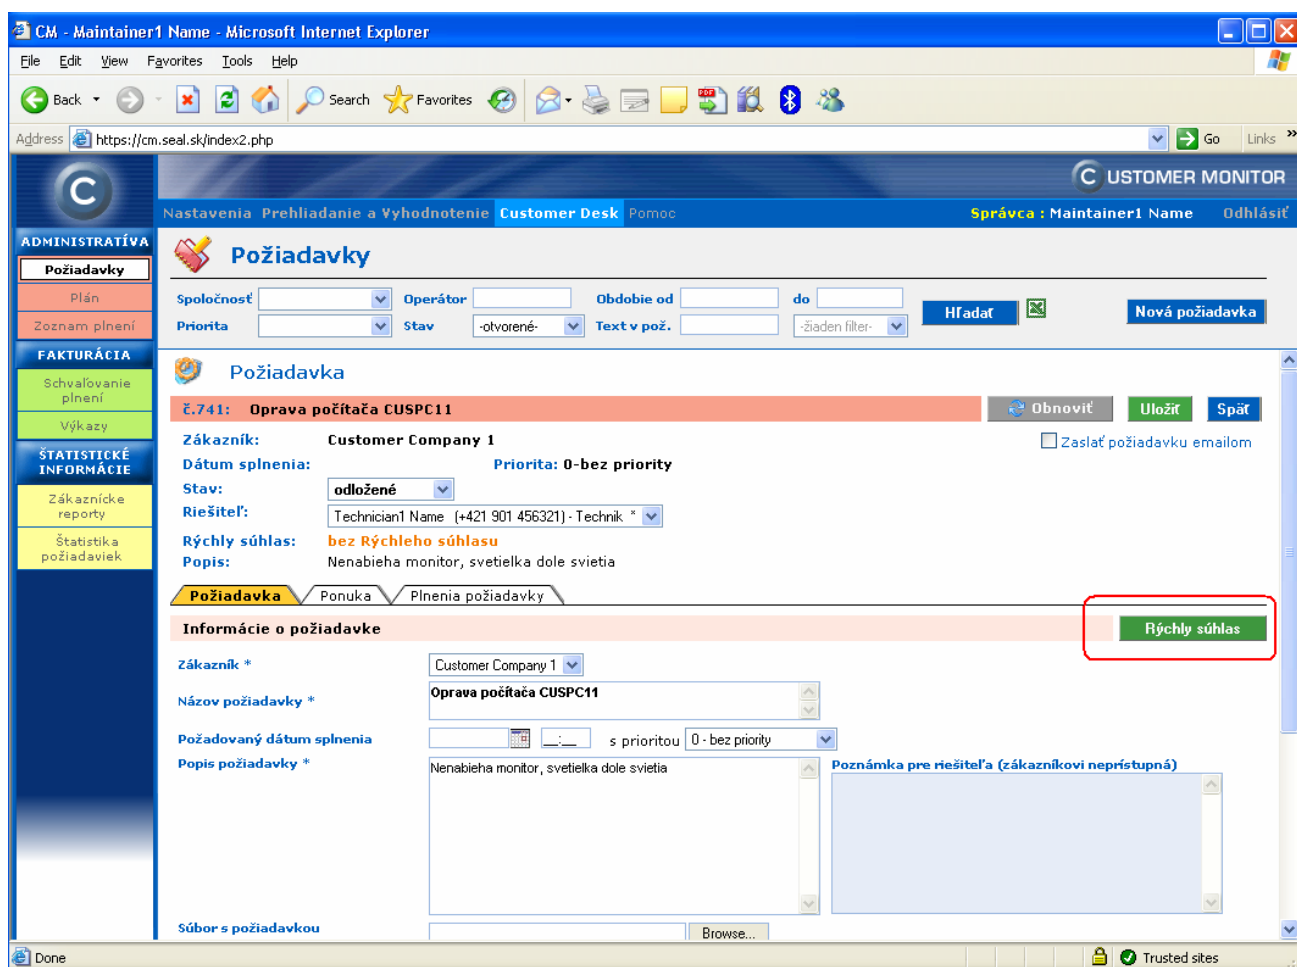 CM - Maintainer1 Name - Microsoft Internet Explorer
File Edit View Favorites Tools Help
Back Search Favorites
Address https://cm.seal.sk/index2.php Go Links »
C USTOMER MONITOR
Nastavenia Prehliadanie a Vyhodnotenie Customer Desk Pomoc Správca : Maintainer1 Name Odhlásiť
ADMINISTRATÍVA
Požiadavky
Plán
Zoznam plnení
FAKTURÁCIA
Schvaľovanie
plnení
Výkazy
ŠTATISTICKÉ
INFORMÁCIE
Zákaznícke
reporty
Štatistika
požiadaviek
Požiadavky
Spoločnosť Operátor Obdobie od do
Hľadať Nová požiadavka
Priorita Stav -otvorené- Text v pož. -žiaden filter-
Požiadavka
č.741: Oprava počítača CUSPC11 Obnoviť Uložiť Späť
Zákazník: Customer Company 1 Zaslať požiadavku emailom
Dátum splnenia: Priorita: 0-bez priority
Stav: odložené
Riešiteľ: Technician1 Name (+421 901 456321) - Technik *
Rýchly súhlas: bez Rýchleho súhlasu
Popis: Nenabieha monitor, svetielka dole svietia
Požiadavka Ponuka Plnenia požiadavky
Informácie o požiadavke Rýchly súhlas
Zákazník * Customer Company 1
Názov požiadavky * Oprava počítača CUSPC11
Požadovaný dátum splnenia __:__ s prioritou 0 - bez priority
Popis požiadavky * Nenabieha monitor, svetielka dole svietia Poznámka pre riešiteľa (zákazníkovi neprístupná)
Súbor s požiadavkou Browse...
Done Trusted sites